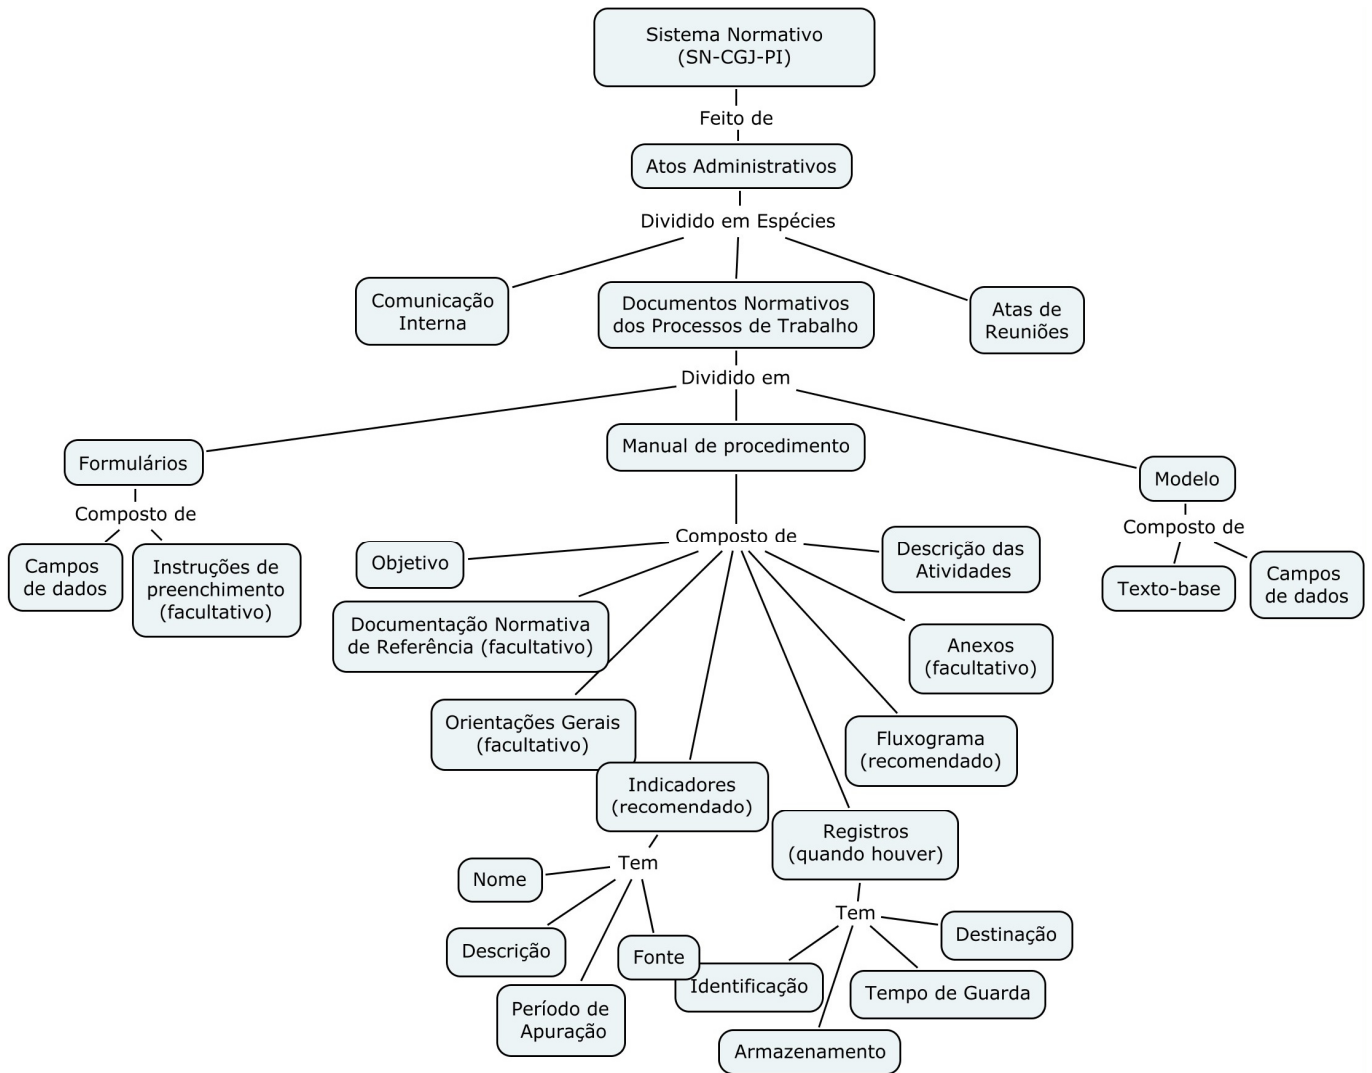 Sistema Normativo
(SN-CGJ-PI)
Feito de
Atos Administrativos
Dividido em Espécies
Comunicação
Interna
Documentos Normativos
dos Processos de Trabalho
Atas de
Reuniões
Dividido em
Formulários
Manual de procedimento
Modelo
Composto de
Campos
de dados
Instruções de
preenchimento
(facultativo)
Composto de
Objetivo
Documentação Normativa
de Referência (facultativo)
Orientações Gerais
(facultativo)
Indicadores
(recomendado)
Registros
(quando houver)
Fluxograma
(recomendado)
Anexos
(facultativo)
Descrição das
Atividades
Composto de
Texto-base
Campos
de dados
Tem
Nome
Descrição
Período de
Apuração
Fonte
Tem
Identificação
Armazenamento
Tempo de Guarda
Destinação